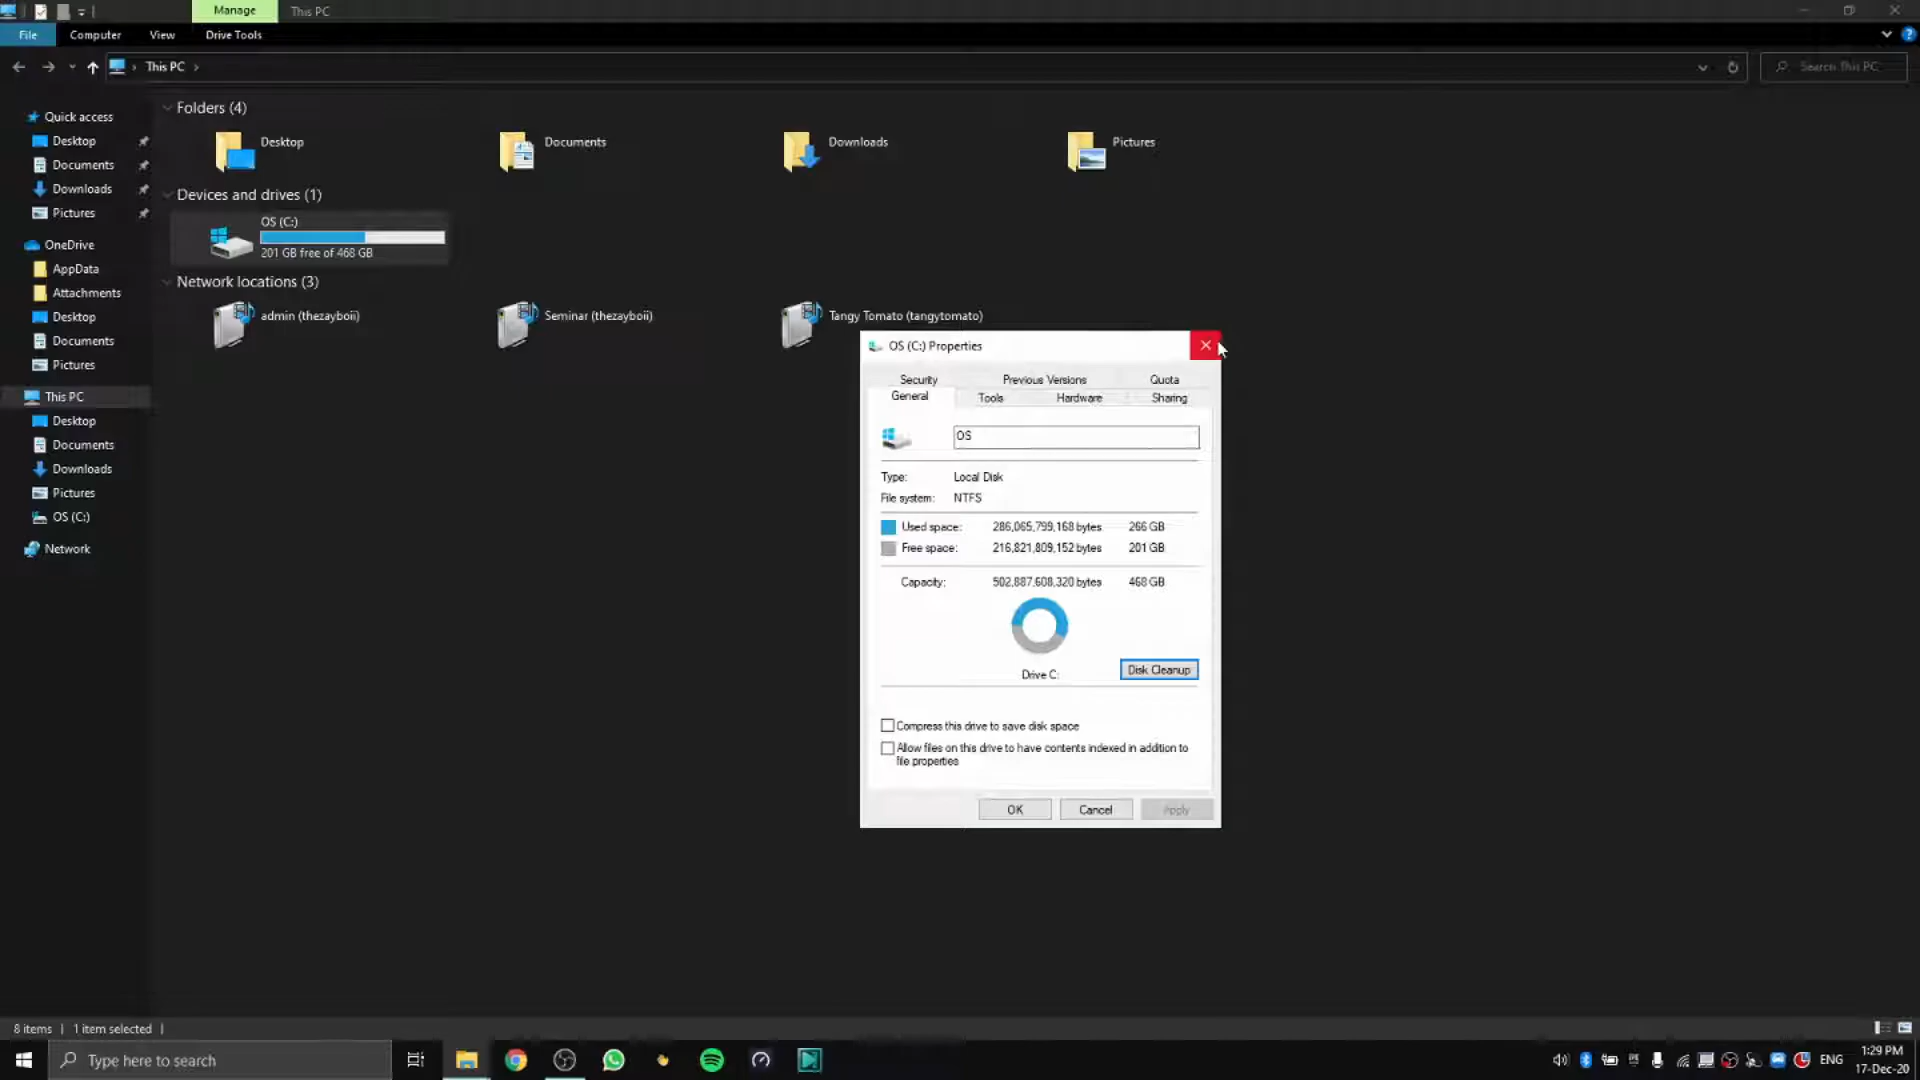 Manage
This PC
File
Computer
View
Drive Tools
This PC
Search This PC
Quick access
Desktop
Documents
Downloads
Pictures
OneDrive
AppData
Attachments
Desktop
Documents
Pictures
This PC
Desktop
Documents
Downloads
Pictures
OS (C:)
Network
Folders (4)
Desktop
Documents
Downloads
Pictures
Devices and drives (1)
OS (C:)
201 GB free of 468 GB
Network locations (3)
admin (thezayboii)
Seminar (thezayboii)
Tangy Tomato (tangytomato)
OS (C:) Properties
Security
Previous Versions
Quota
General
Tools
Hardware
Sharing
OS
Type: Local Disk
File system: NTFS
Used space: 286,065,799,168 bytes 266 GB
Free space: 216,821,809,152 bytes 201 GB
Capacity: 502,887,608,320 bytes 468 GB
Drive C:
Disk Cleanup
Compress this drive to save disk space
Allow files on this drive to have contents indexed in addition to
file properties
OK
Cancel
Apply
8 items
1 item selected
Type here to search
ENG
1:29 PM
17-Dec-20